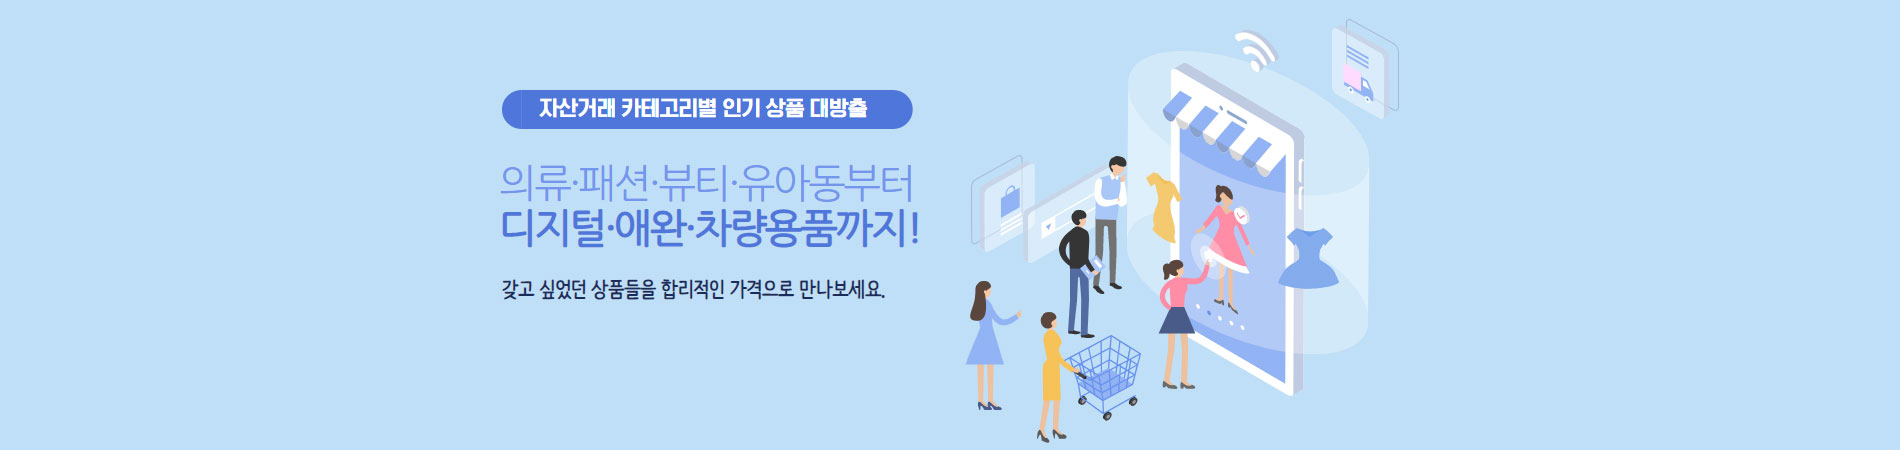 자산거래 카테고리별 인기 상품 대방출
의류·패션·뷰티·유아동부터
디지털·애완·차량용품까지!
갖고 싶었던 상품들을 합리적인 가격으로 만나보세요.